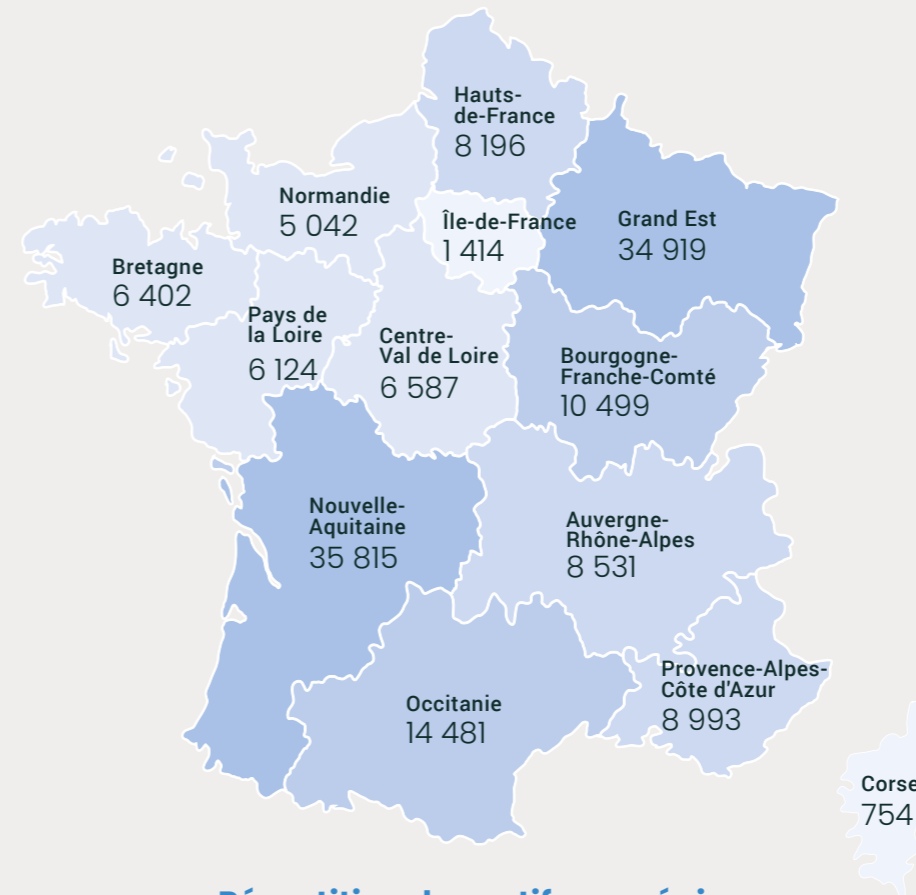 Hauts-
de-France
8 196
Normandie
5 042
Île-de-France
1 414
Grand Est
34 919
Bretagne
6 402
Pays de
la Loire
6 124
Centre-
Val de Loire
6 587
Bourgogne-
Franche-Comté
10 499
Nouvelle-
Aquitaine
35 815
Auvergne-
Rhône-Alpes
8 531
Occitanie
14 481
Provence-Alpes-
Côte d'Azur
8 993
Corse
754